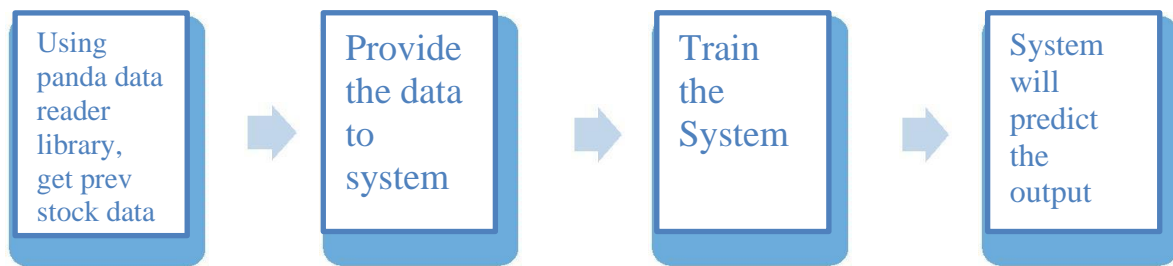 Using
panda data
reader
library,
get prev
stock data
Provide
the data
to
system
Train
the
System
System
will
predict
the
output